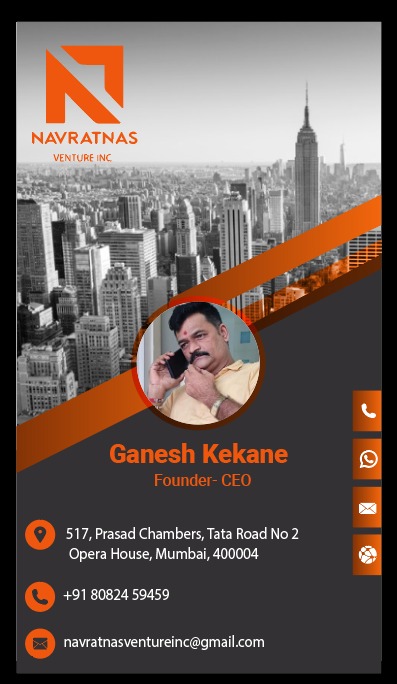 NAVRATNAS
VENTURE INC
Ganesh Kekane
Founder- CEO
517, Prasad Chambers, Tata Road No 2
Opera House, Mumbai, 400004
+91 80824 59459
navratnasventureinc@gmail.com